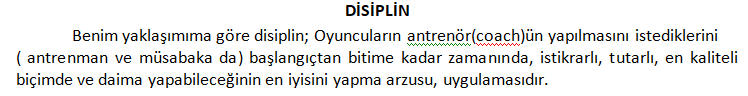 DİSİPLİN
Benim yaklaşımıma göre disiplin; Oyuncuların antrenör(coach)ün yapılmasını istediklerini
( antrenman ve müsabaka da) başlangıçtan bitime kadar zamanında, istikrarlı, tutarlı, en kaliteli
biçimde ve daima yapabileceğinin en iyisini yapma arzusu, uygulamasıdır.